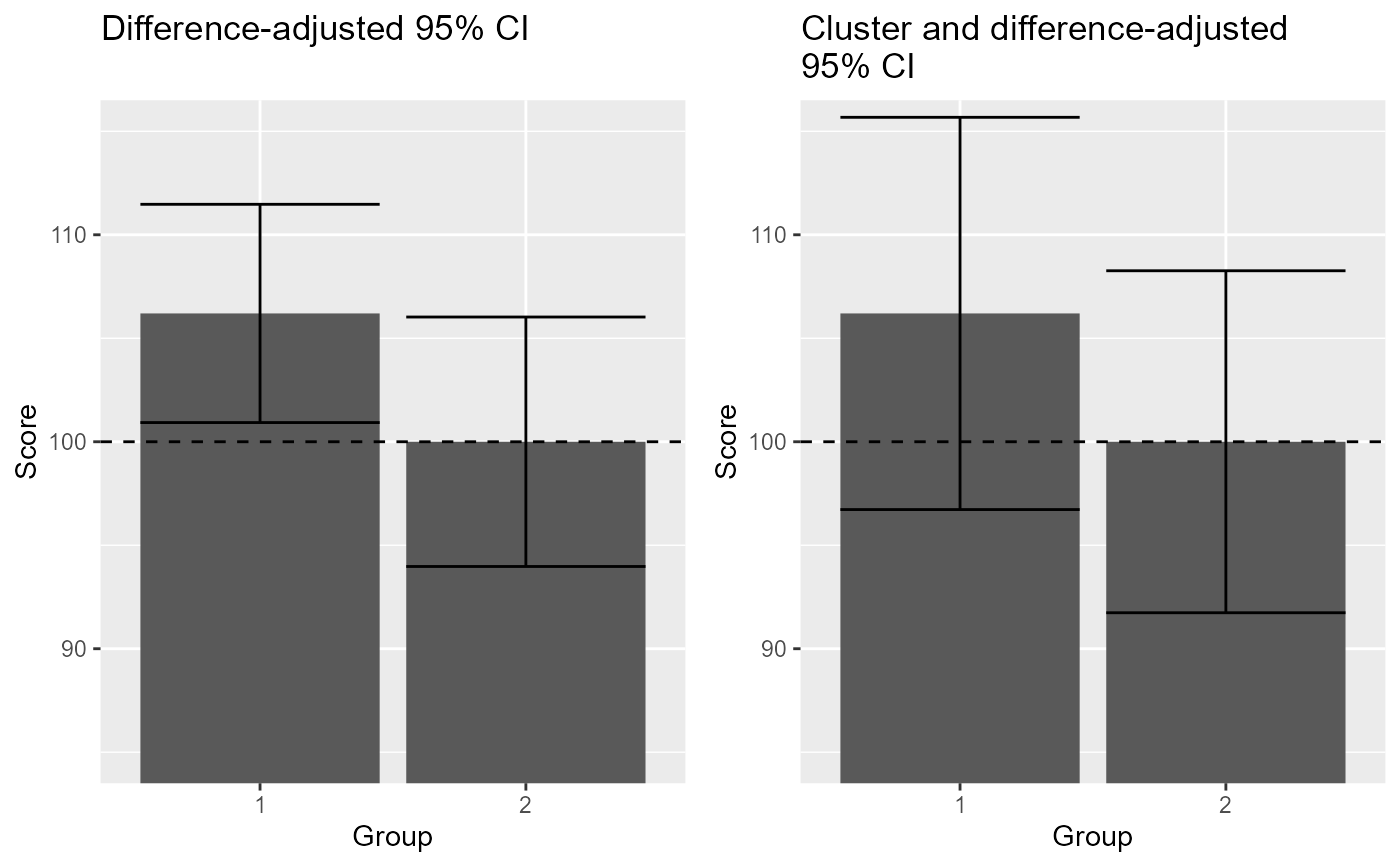 Difference-adjusted 95% CI
Score
110
100
90
1
2
Group
Cluster and difference-adjusted
95% CI
Score
110
100
90
1
2
Group